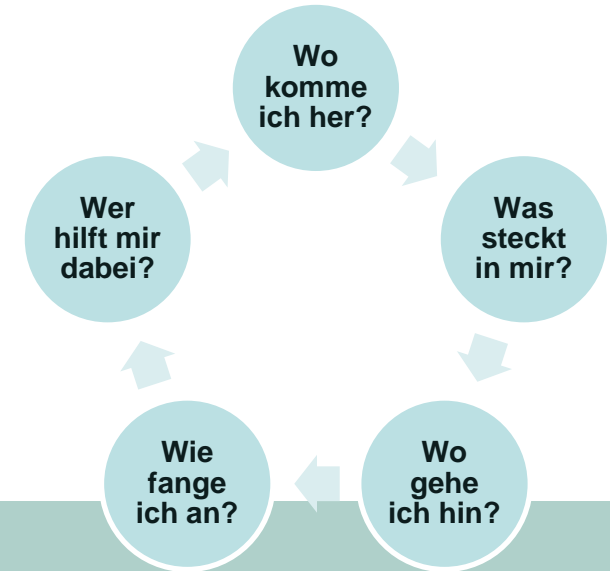 Wo
komme
ich her?
Was
steckt
in mir?
Wo
gehe
ich hin?
Wie
fange
ich an?
Wer
hilft mir
dabei?